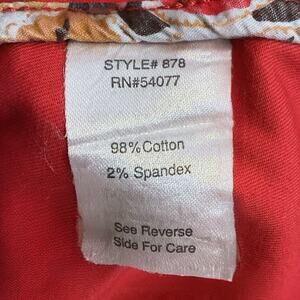 STYLE# 878
RN#54077
98% Cotton
2% Spandex
See Reverse
Side For Care